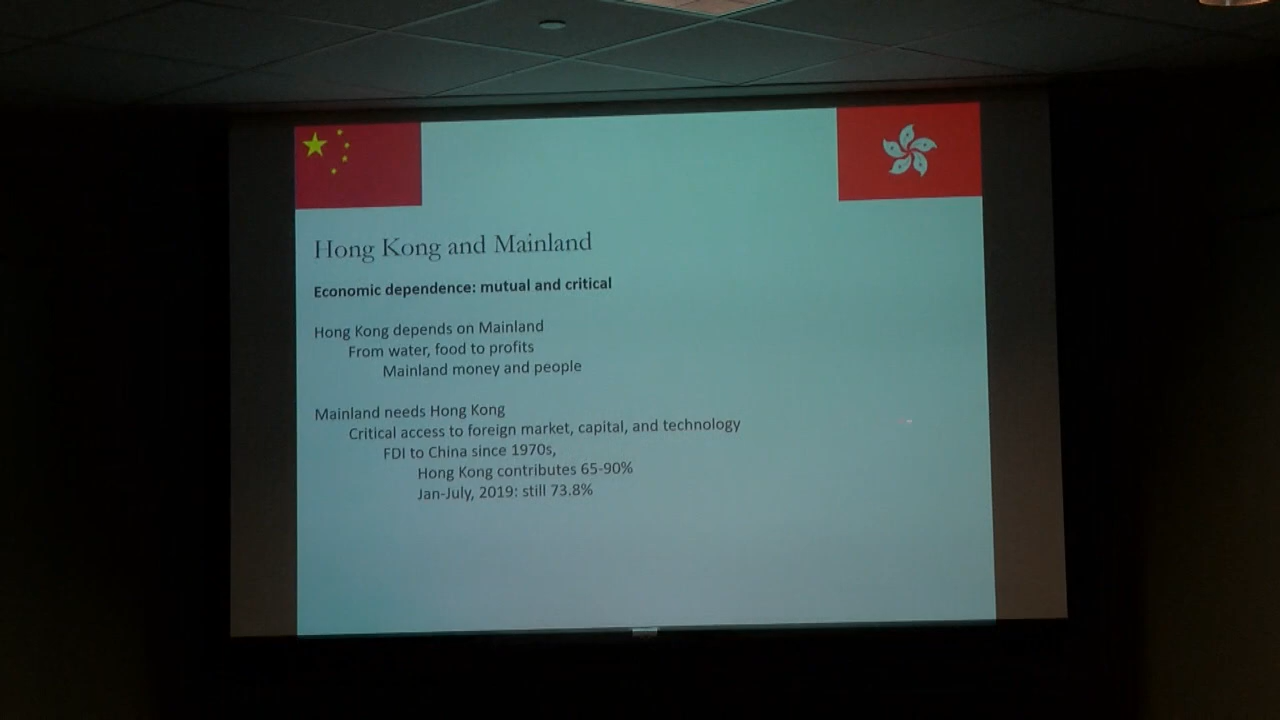 Hong Kong and Mainland
Economic dependence: mutual and critical
Hong Kong depends on Mainland
From water, food to profits
Mainland money and people
Mainland needs Hong Kong
Critical access to foreign market, capital, and technology
FDI to China since 1970s,
Hong Kong contributes 65-90%
Jan-July, 2019: still 73.8%